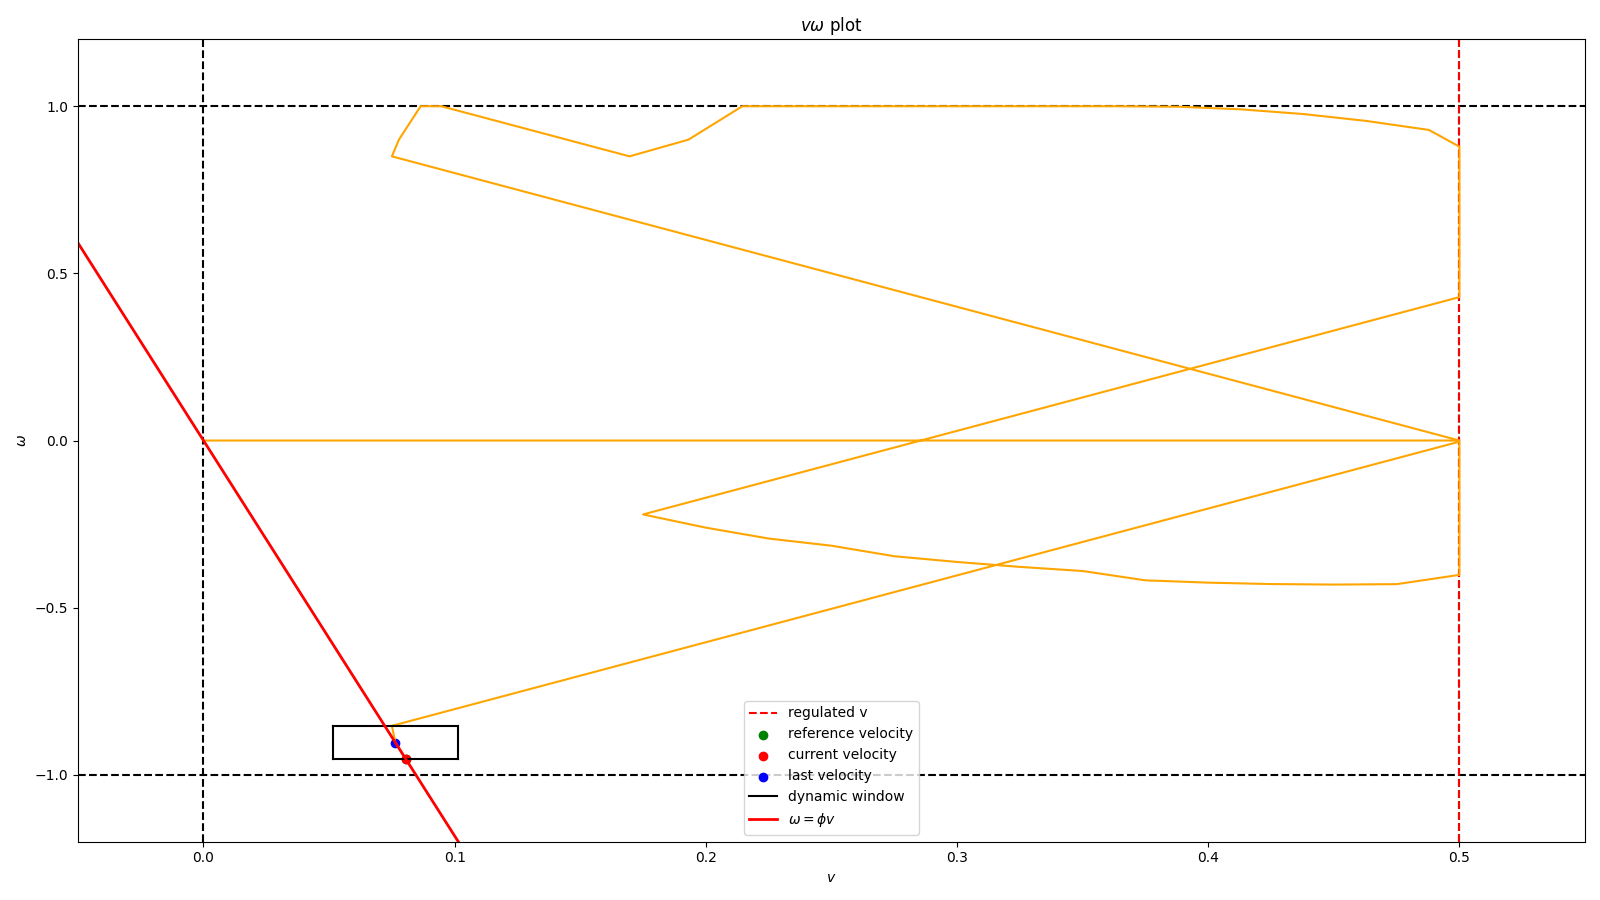 vω plot
1.0
0.5
0.0
−0.5
−1.0
ω
regulated v
reference velocity
current velocity
last velocity
dynamic window
ω = ϕv
0.0 0.1 0.2 0.3 0.4 0.5
v